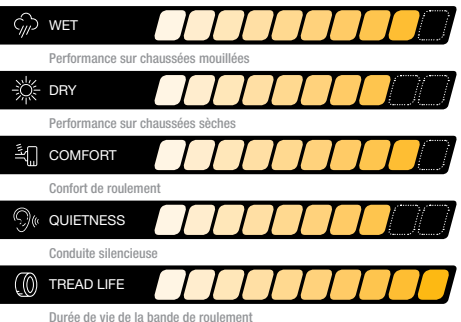 WET
Performance sur chaussées mouillées
DRY
Performance sur chaussées sèches
COMFORT
Confort de roulement
QUIETNESS
Conduite silencieuse
TREAD LIFE
Durée de vie de la bande de roulement